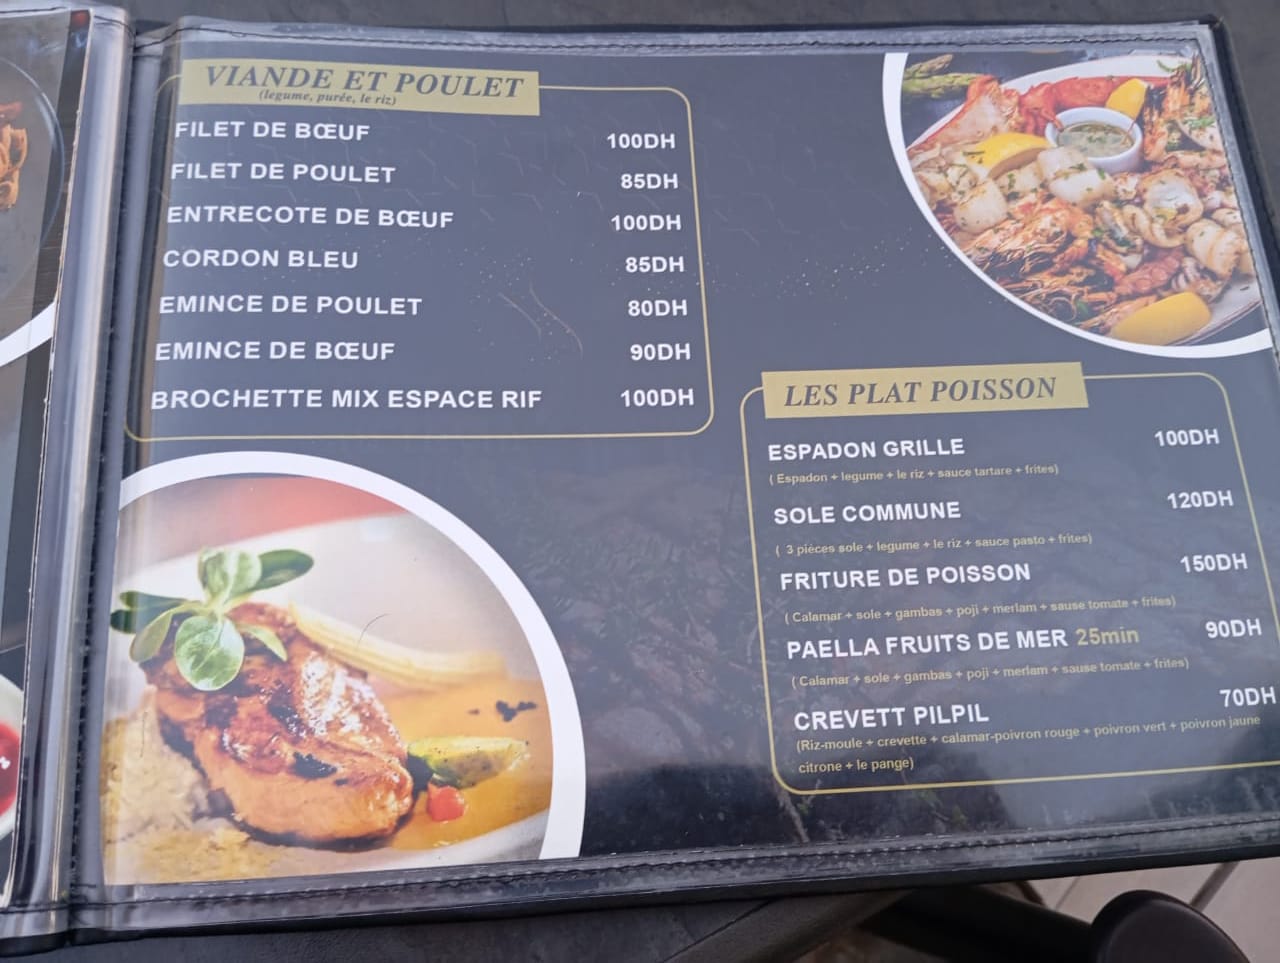 VIANDE ET POULET
(legume, purée, le riz)
FILET DE BŒUF 100DH
FILET DE POULET 85DH
ENTRECOTE DE BŒUF 100DH
CORDON BLEU 85DH
EMINCE DE POULET 80DH
EMINCE DE BŒUF 90DH
BROCHETTE MIX ESPACE RIF 100DH
LES PLAT POISSON
ESPADON GRILLE 100DH
( Espadon + legume + le riz + sauce tartare + frites)
SOLE COMMUNE 120DH
( 3 pièces sole + legume + le riz + sauce pasto + frites)
FRITURE DE POISSON 150DH
( Calamar + sole + gambas + poji + merlam + sause tomate + frites)
PAELLA FRUITS DE MER 25min 90DH
( Calamar + sole + gambas + poji + merlam + sause tomate + frites)
CREVETT PILPIL 70DH
(Riz-moule + crevette + calamar-poivron rouge + poivron vert + poivron jaune
citrone + le pange)